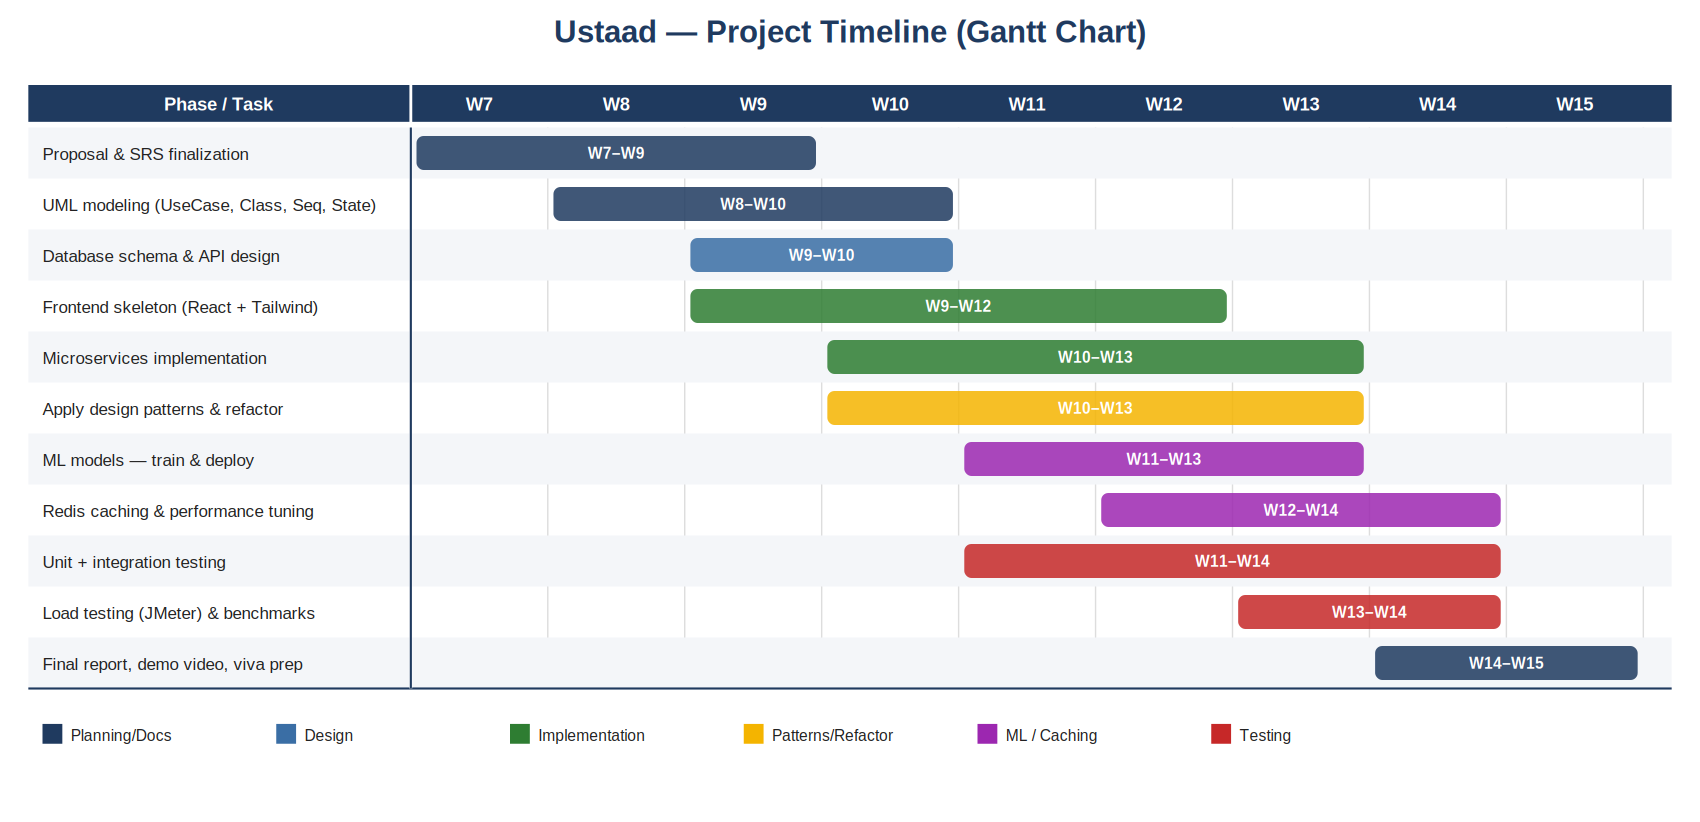 Ustaad — Project Timeline (Gantt Chart)
Phase / Task W7 W8 W9 W10 W11 W12 W13 W14 W15
Proposal & SRS finalization W7–W9
UML modeling (UseCase, Class, Seq, State) W8–W10
Database schema & API design W9–W10
Frontend skeleton (React + Tailwind) W9–W12
Microservices implementation W10–W13
Apply design patterns & refactor W10–W13
ML models — train & deploy W11–W13
Redis caching & performance tuning W12–W14
Unit + integration testing W11–W14
Load testing (JMeter) & benchmarks W13–W14
Final report, demo video, viva prep W14–W15
Planning/Docs Design Implementation Patterns/Refactor ML / Caching Testing